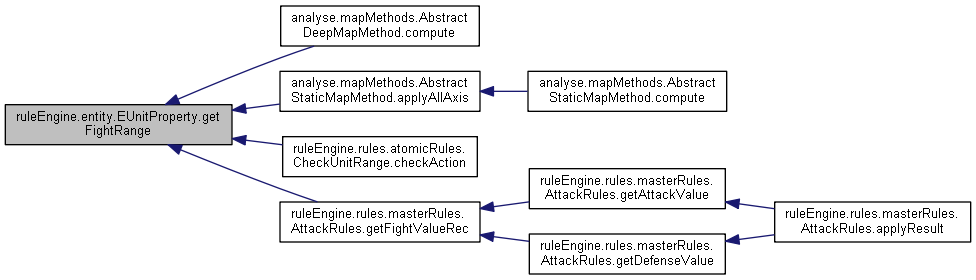 analyse.mapMethods.Abstract
DeepMapMethod.compute
analyse.mapMethods.Abstract
StaticMapMethod.applyAllAxis
analyse.mapMethods.Abstract
StaticMapMethod.compute
ruleEngine.entity.EUnitProperty.get
FightRange
ruleEngine.rules.atomicRules.
CheckUnitRange.checkAction
ruleEngine.rules.masterRules.
AttackRules.getFightValueRec
ruleEngine.rules.masterRules.
AttackRules.getAttackValue
ruleEngine.rules.masterRules.
AttackRules.applyResult
ruleEngine.rules.masterRules.
AttackRules.getDefenseValue